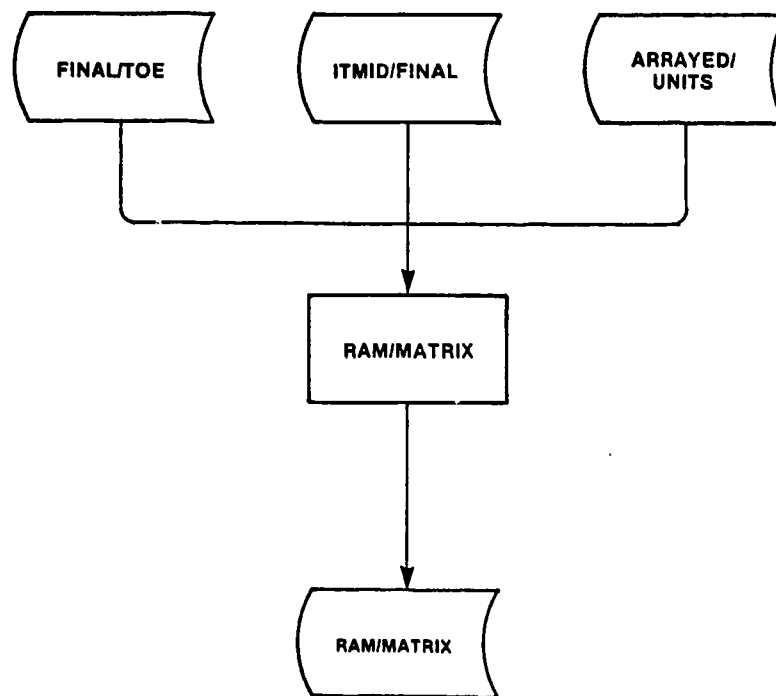 FINAL/TOE
ITMID/FINAL
ARRAYED/
UNITS
RAM/MATRIX
RAM/MATRIX